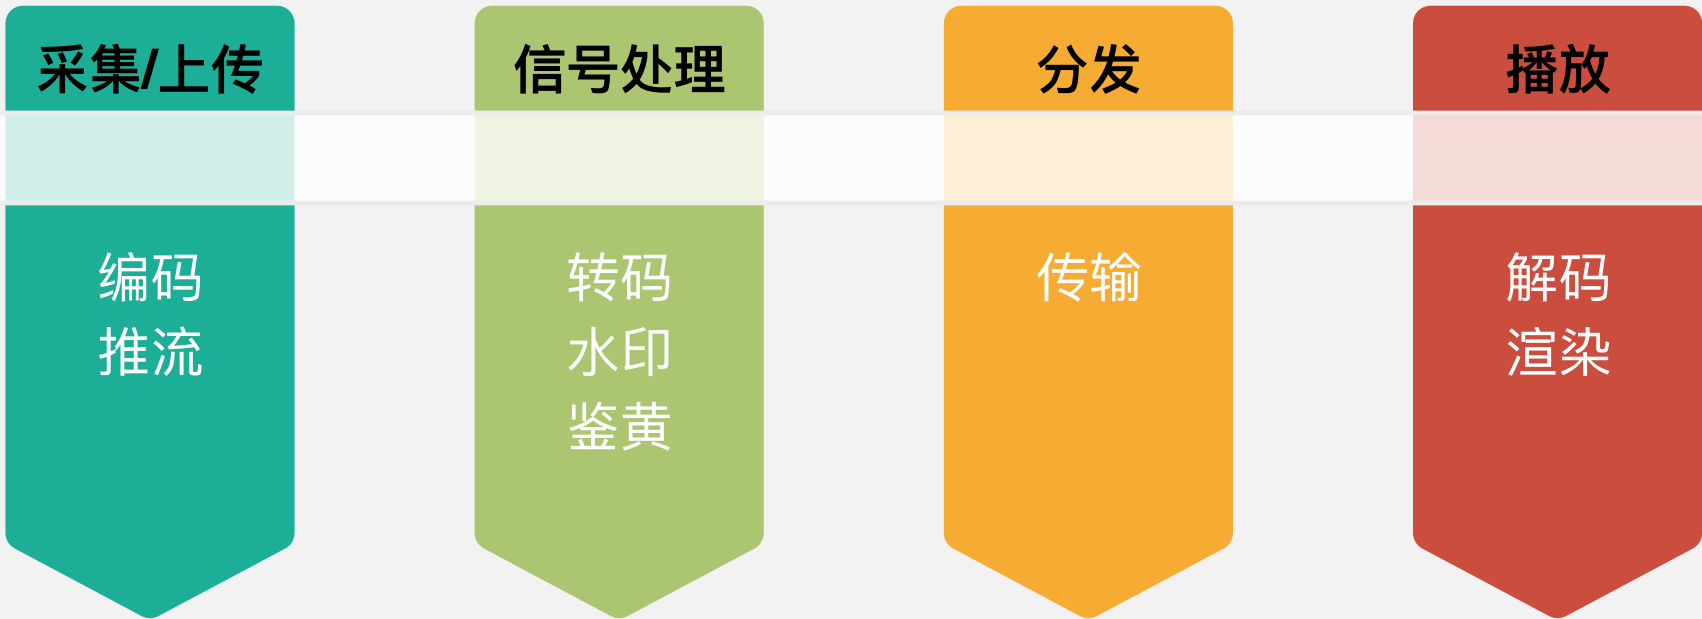 采集/上传
编码
推流
信号处理
转码
水印
鉴黄
分发
传输
播放
解码
渲染